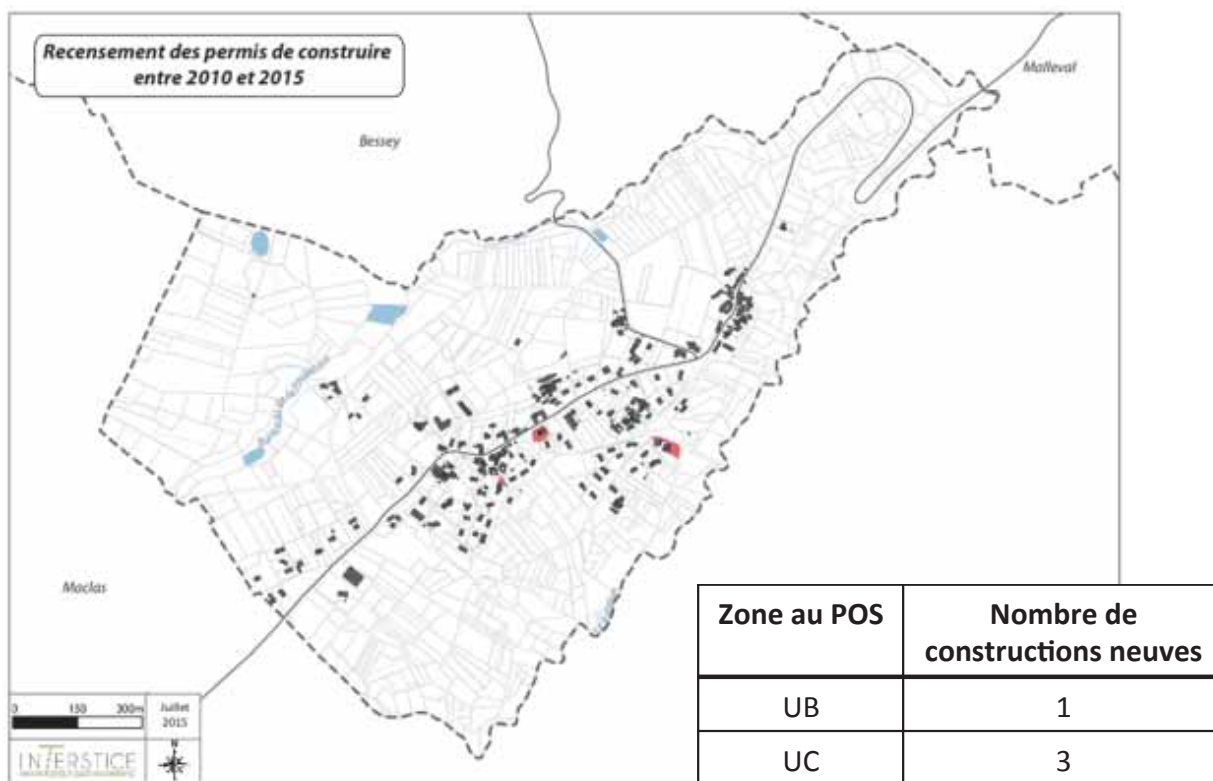 Recensement des permis de construire
entre 2010 et 2015
Malleval
Bessey
Maclas
Zone au POS
Nombre de
constructions neuves
UB
1
UC
3
0 150 300m
Juillet
2015
N
INTERSTICE